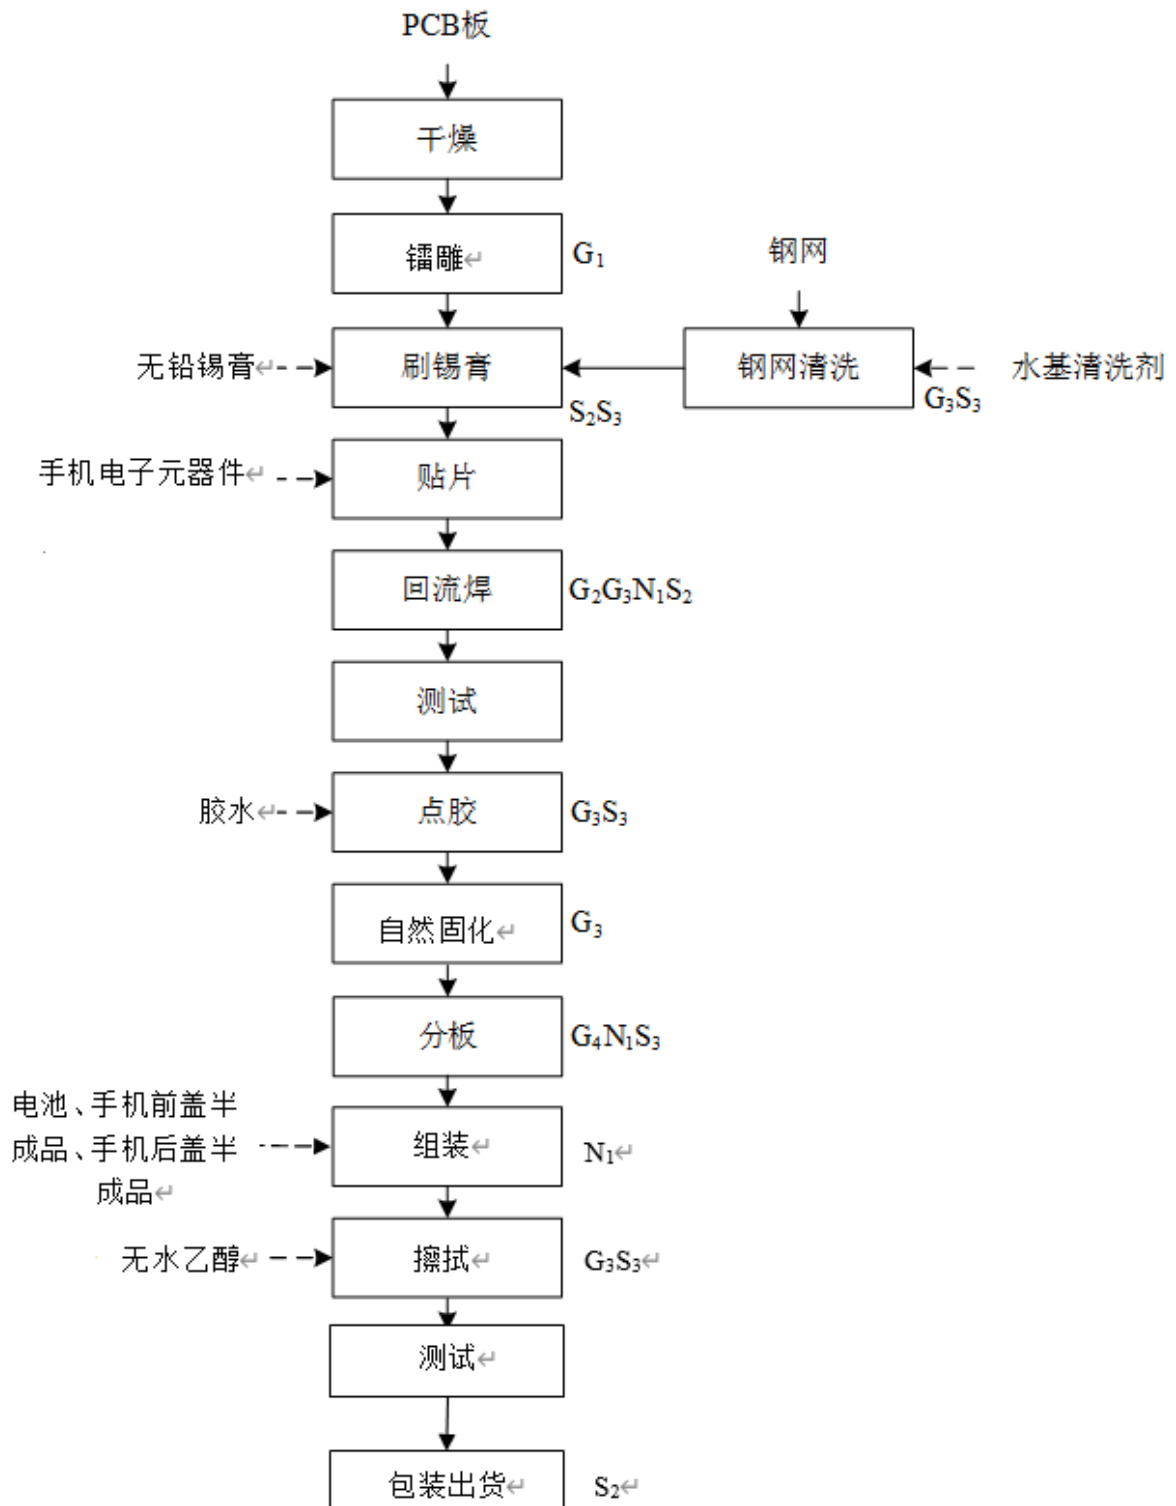 PCB板
干燥
镭雕↵
G₁
钢网
无铅锡膏↵
刷锡膏
钢网清洗
水基清洗剂
S₂S₃
G₃S₃
手机电子元器件↵
贴片
回流焊
G₂G₃N₁S₂
测试
胶水↵
点胶
G₃S₃
自然固化↵
G₃
分板
G₄N₁S₃
电池、手机前盖半
成品、手机后盖半
成品↵
组装↵
N₁↵
无水乙醇↵
擦拭↵
G₃S₃↵
测试↵
包装出货↵
S₂↵